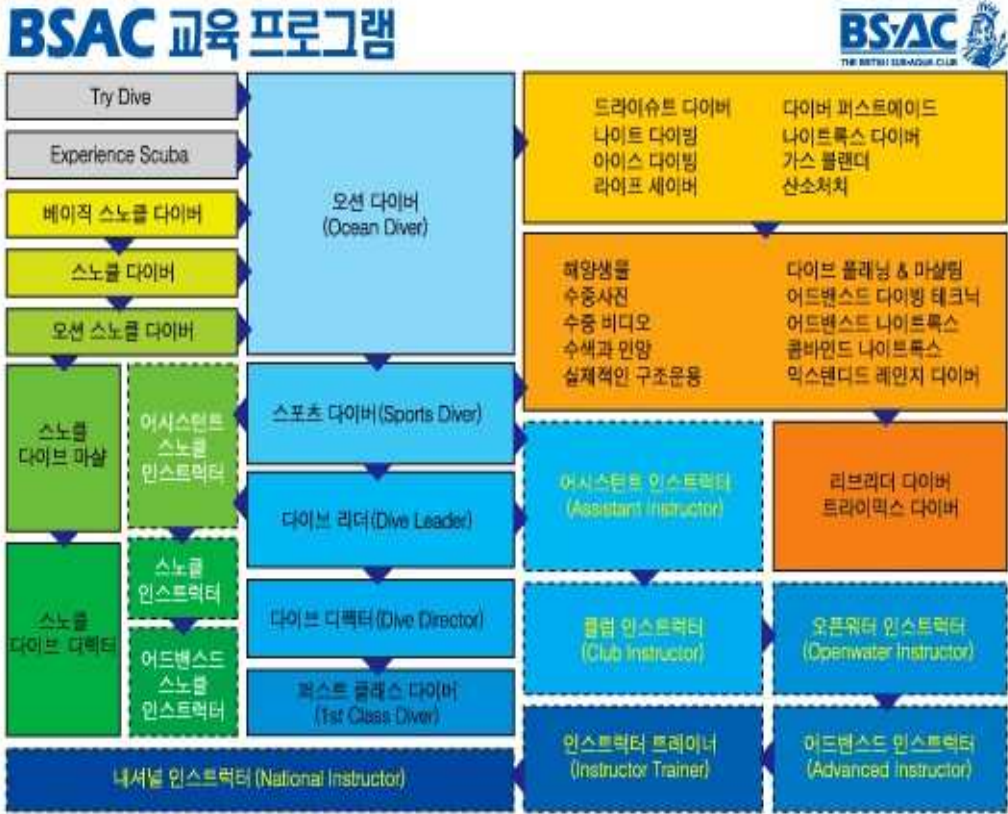 BSAC 교육 프로그램
BSAC
THE BRITISH SUB-AQUA CLUB
Try Dive
Experience Scuba
베이직 스노클 다이버
스노클 다이버
오션 스노클 다이버
스노클
다이브 마샬
스노클
다이브 디렉터
어시스턴트
스노클
인스트럭터
스노클
인스트럭터
어드밴스드
스노클
인스트럭터
오션 다이버
(Ocean Diver)
스포츠 다이버(Sports Diver)
다이브 리더(Dive Leader)
다이브 디렉터(Dive Director)
퍼스트 클래스 다이버
(1st Class Diver)
드라이슈트 다이버
나이트 다이빙
아이스 다이빙
라이프 세이버
다이버 퍼스트에이드
나이트록스 다이버
가스 블랜더
산소처치
해양생물
수중사진
수중 비디오
수색과 인양
실제적인 구조운용
다이브 플래닝 & 마샬링
어드밴스드 다이빙 테크닉
어드밴스드 나이트록스
콤바인드 나이트록스
익스텐디드 레인지 다이버
어시스턴트 인스트럭터
(Assistant Instructor)
리브리더 다이버
트라이믹스 다이버
클럽 인스트럭터
(Club Instructor)
오픈워터 인스트럭터
(Openwater Instructor)
인스트럭터 트레이너
(Instructor Trainer)
어드밴스드 인스트럭터
(Advanced Instructor)
내셔널 인스트럭터(National Instructor)